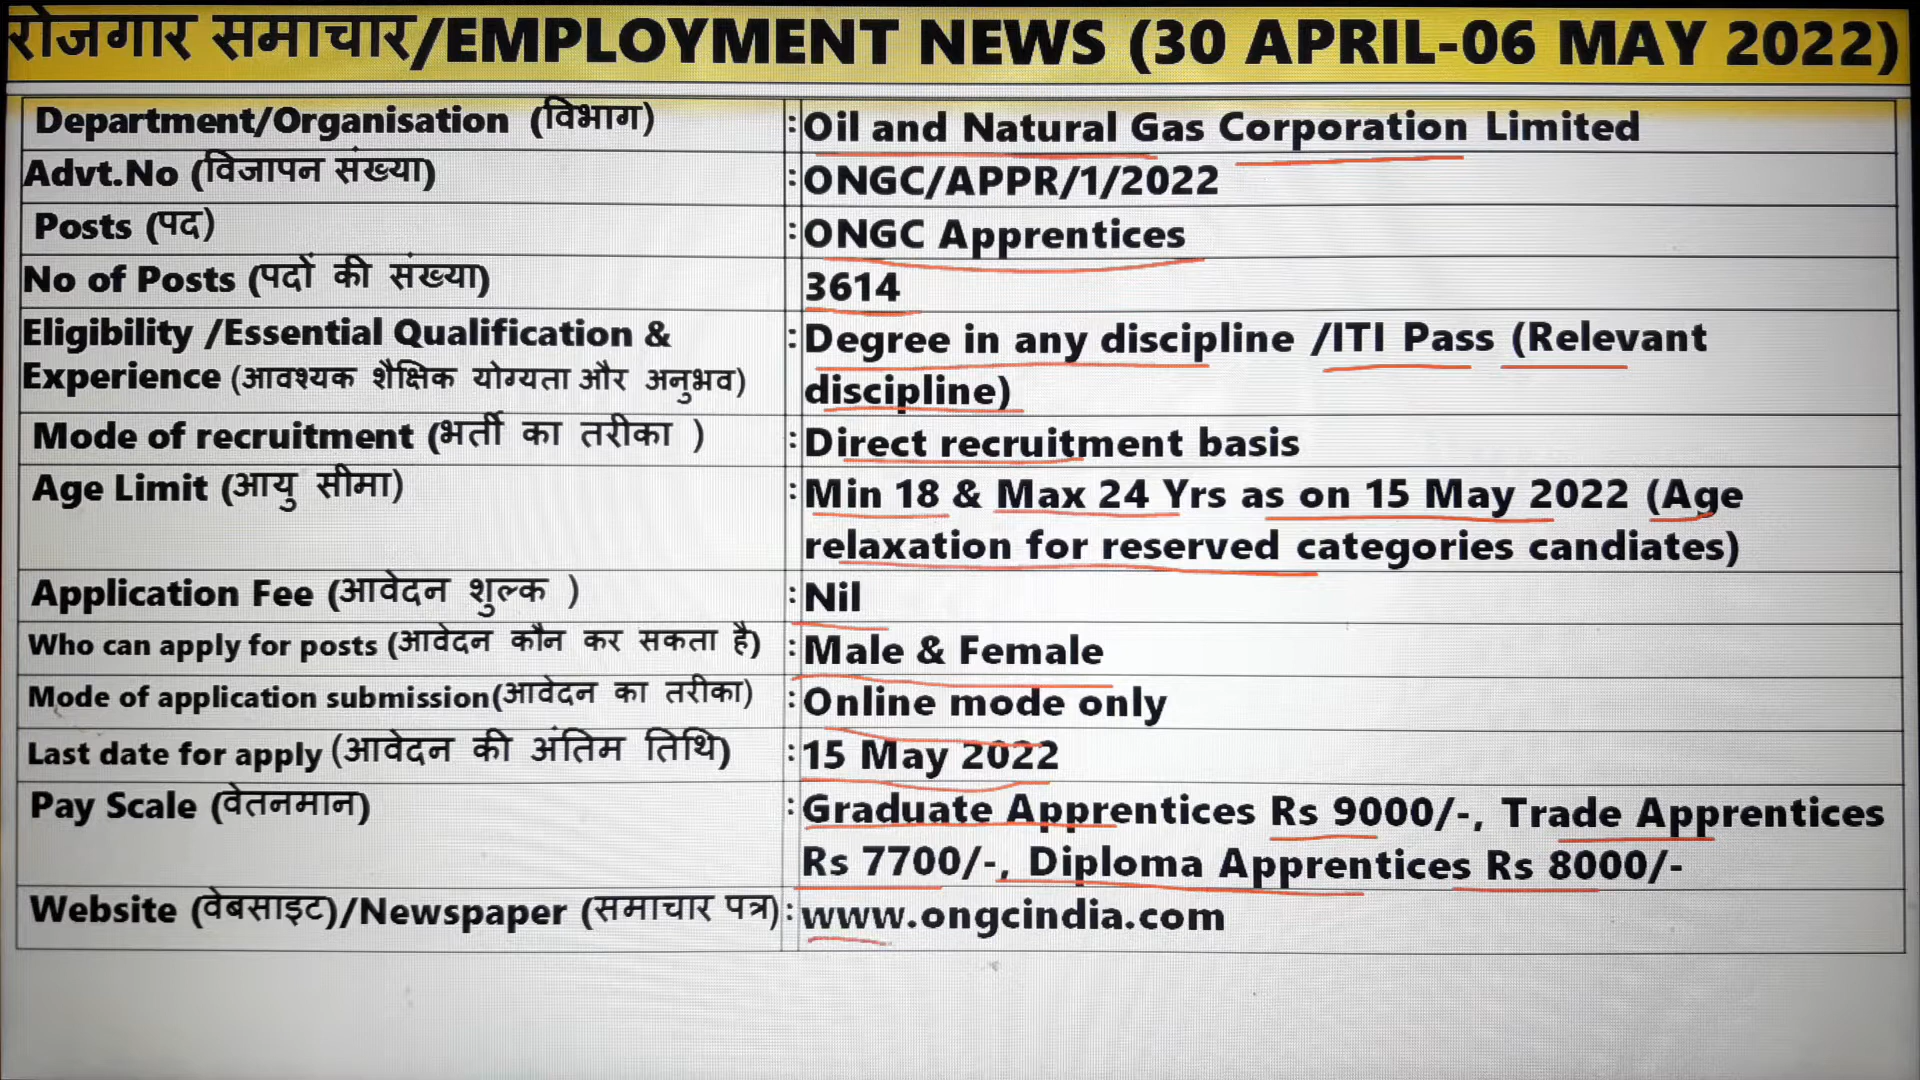 रोजगार समाचार/EMPLOYMENT NEWS (30 APRIL-06 MAY 2022)
Department/Organisation (विभाग) :Oil and Natural Gas Corporation Limited
Advt.No (विज्ञापन संख्या) :ONGC/APPR/1/2022
Posts (पद) :ONGC Apprentices
No of Posts (पदों की संख्या) 3614
Eligibility /Essential Qualification & :Degree in any discipline /ITI Pass (Relevant
Experience (आवश्यक शैक्षिक योग्यता और अनुभव) discipline)
Mode of recruitment (भर्ती का तरीका ) :Direct recruitment basis
Age Limit (आयु सीमा) :Min 18 & Max 24 Yrs as on 15 May 2022 (Age
relaxation for reserved categories candiates)
Application Fee (आवेदन शुल्क ) :Nil
Who can apply for posts (आवेदन कौन कर सकता है) :Male & Female
Mode of application submission(आवेदन का तरीका) :Online mode only
Last date for apply (आवेदन की अंतिम तिथि) :15 May 2022
Pay Scale (वेतनमान) :Graduate Apprentices Rs 9000/-, Trade Apprentices
Rs 7700/-, Diploma Apprentices Rs 8000/-
Website (वेबसाइट)/Newspaper (समाचार पत्र) :www.ongcindia.com